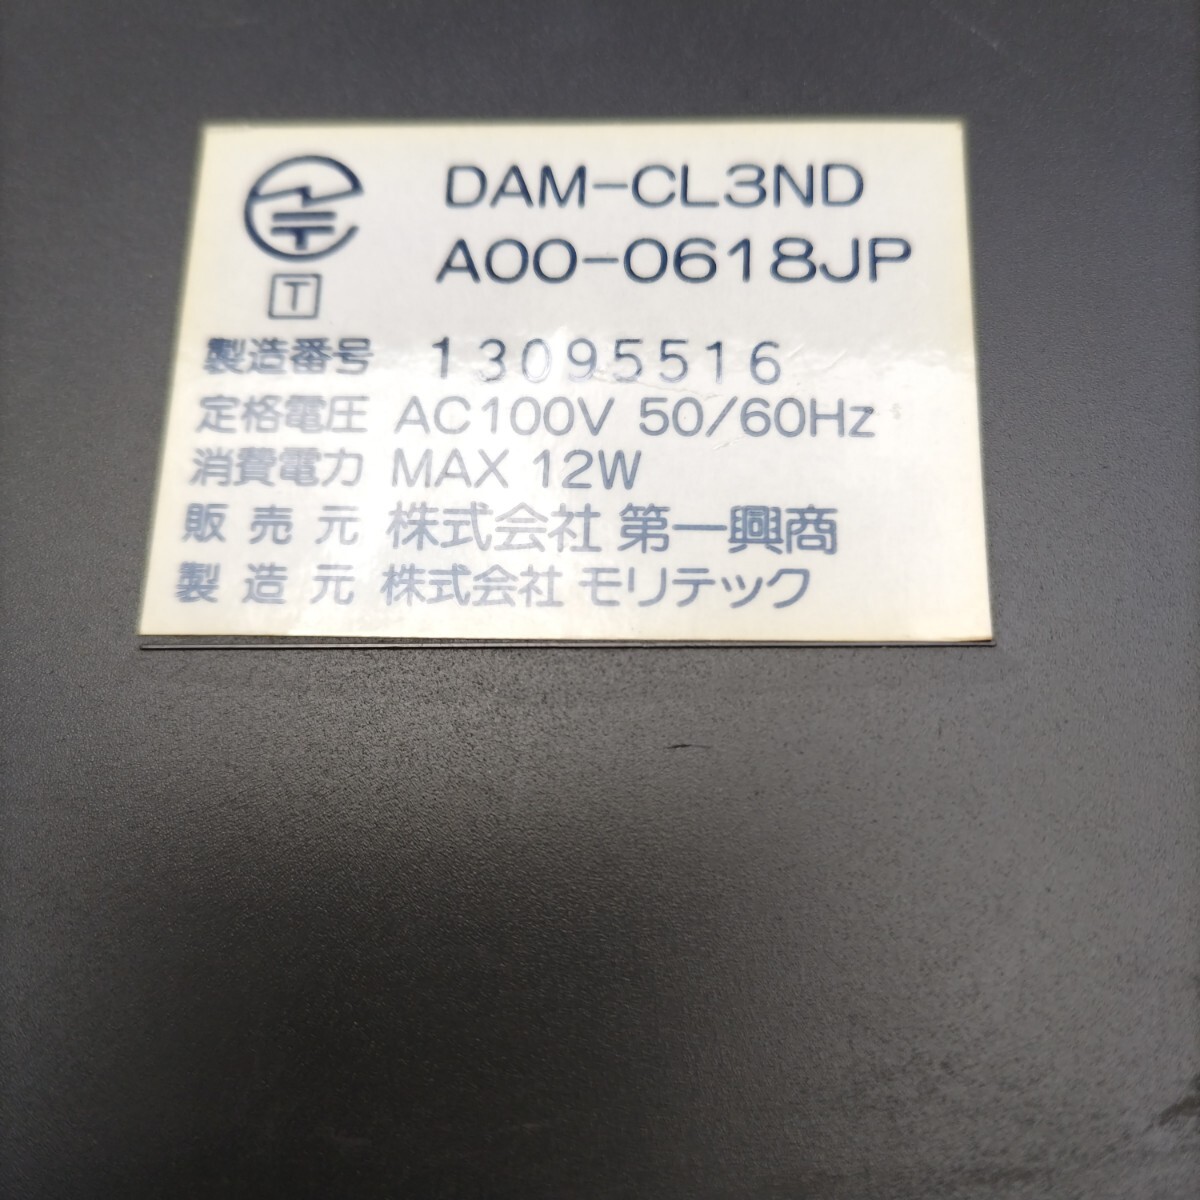 DAM-CL3ND
A00-0618JP
T
製造番号 13095516
定格電圧 AC100V 50/60Hz
消費電力 MAX 12W
販売元 株式会社 第一興商
製造元 株式会社 モリテック